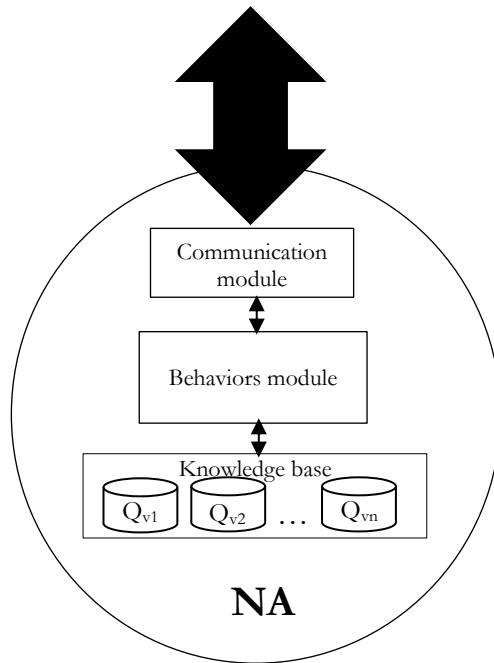 Communication
module
Behaviors module
Knowledge base
Qv1 Qv2 … Qvn
NA